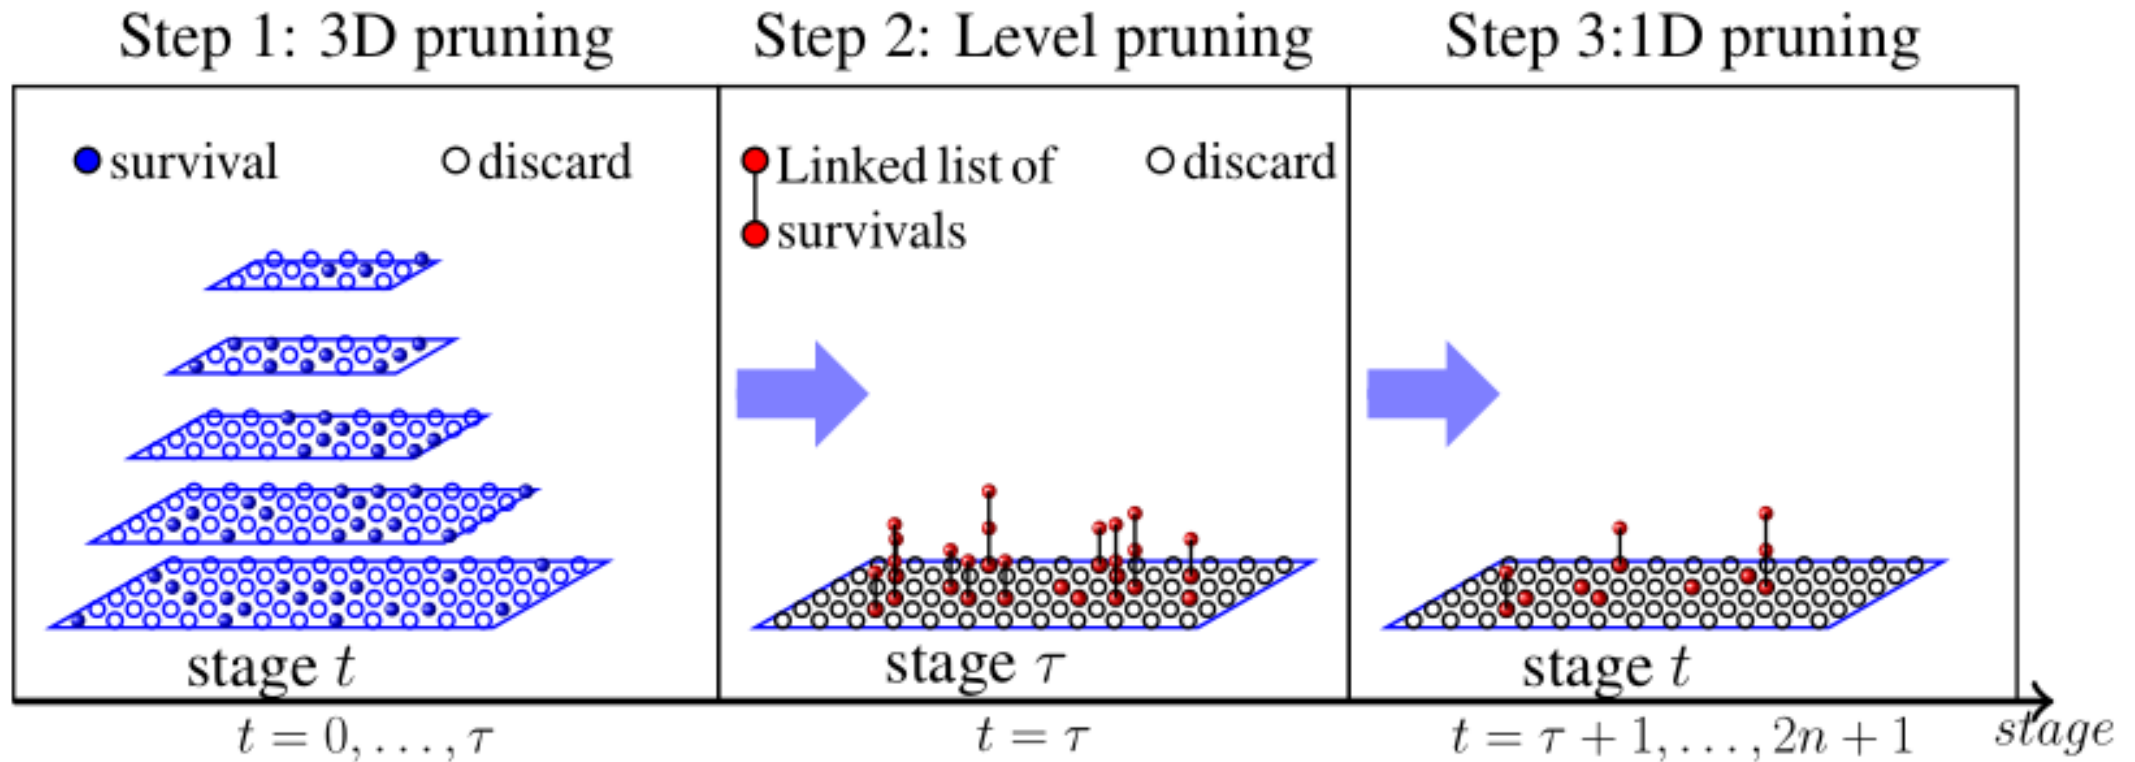 Step 1: 3D pruning
Step 2: Level pruning
Step 3:1D pruning
survival
discard
Linked list of
survivals
discard
stage t
stage τ
stage t
t = 0, . . . , τ
t = τ
t = τ + 1, . . . , 2n + 1
stage